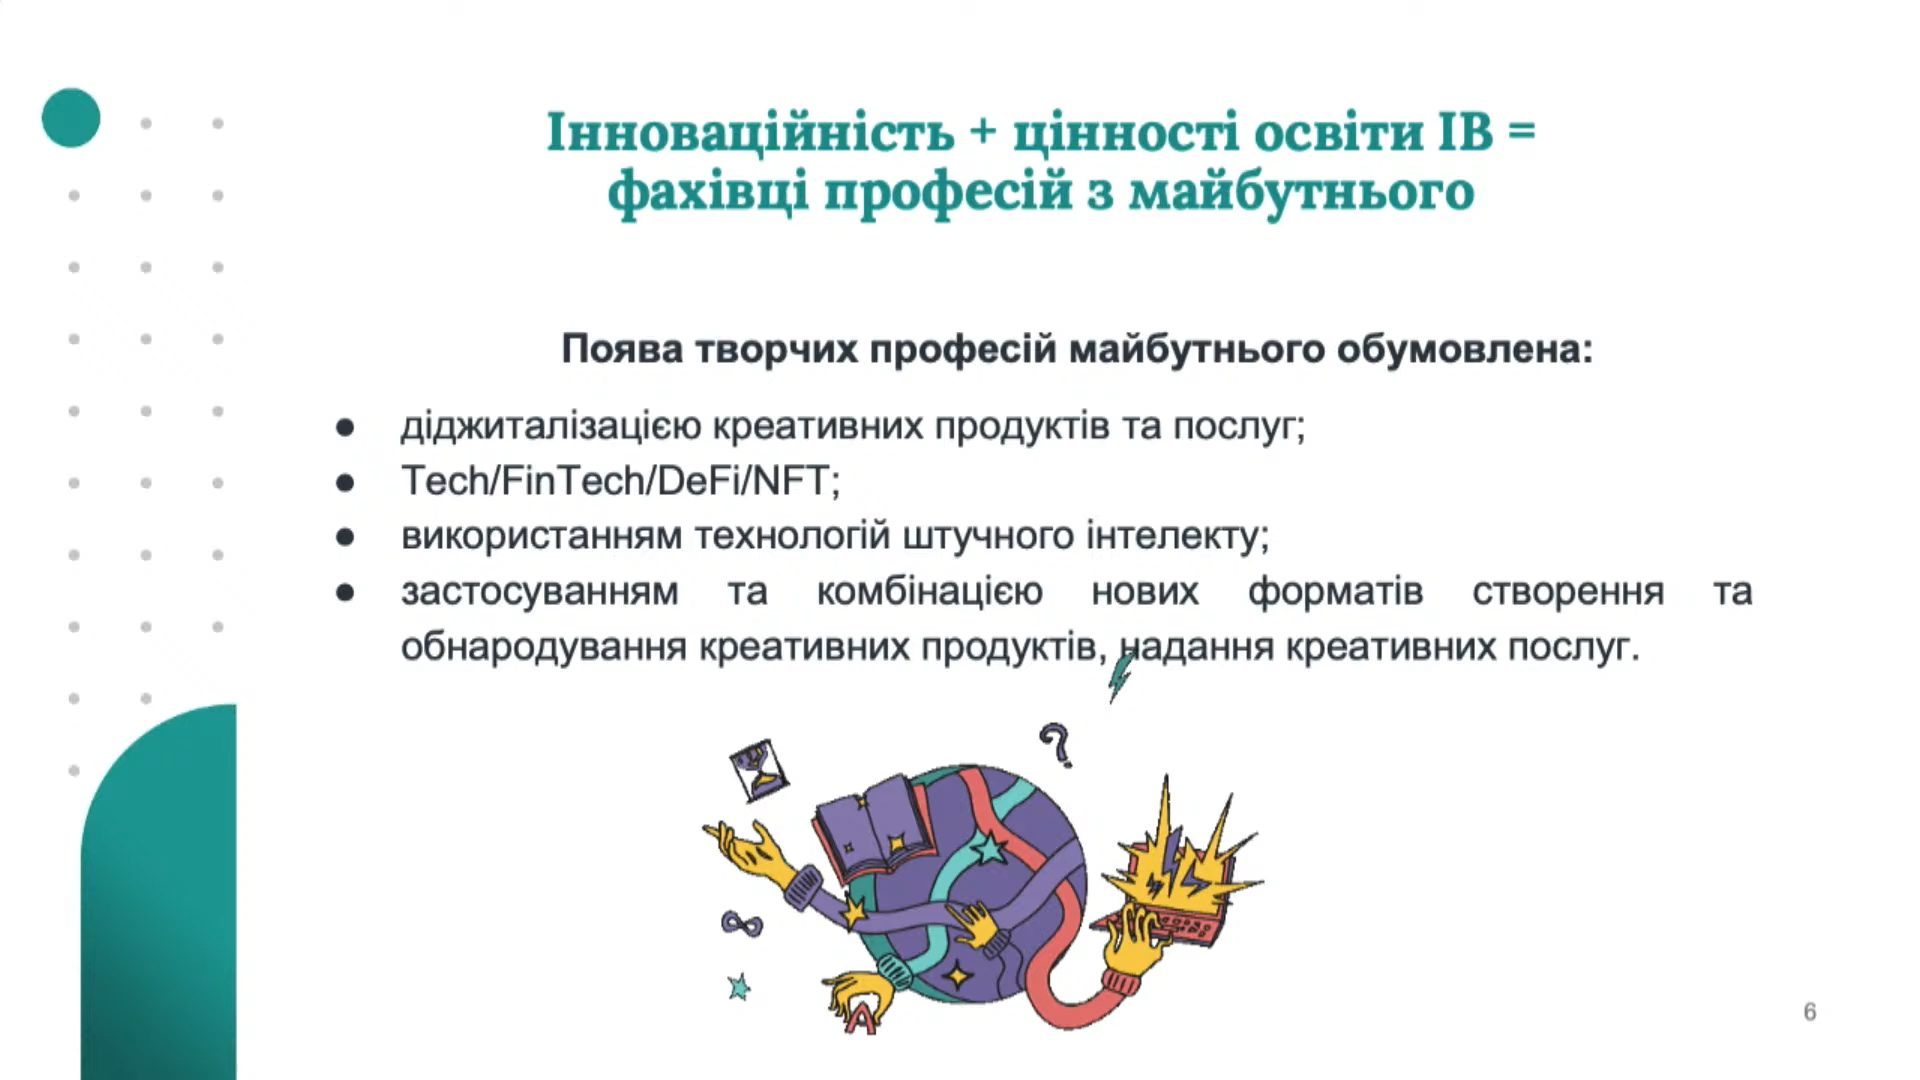 Інноваційність + цінності освіти ІВ =
фахівці професій з майбутнього
Поява творчих професій майбутнього обумовлена:
● діджиталізацією креативних продуктів та послуг;
● Tech/FinTech/DeFi/NFT;
● використанням технологій штучного інтелекту;
● застосуванням та комбінацією нових форматів створення та
обнародування креативних продуктів, надання креативних послуг.
?
A
6